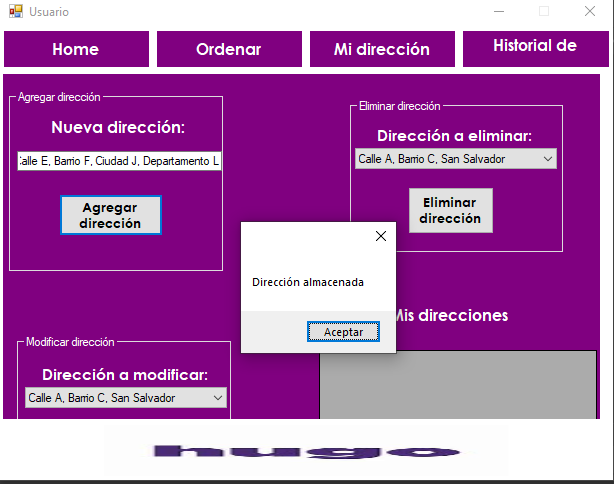 Usuario
Home
Ordenar
Mi dirección
Historial de
Agregar dirección
Nueva dirección:
Calle E, Barrio F, Ciudad J, Departamento L
Agregar
dirección
Eliminar dirección
Dirección a eliminar:
Calle A, Barrio C, San Salvador
Eliminar
dirección
Dirección almacenada
Aceptar
Mis direcciones
Modificar dirección
Dirección a modificar:
Calle A, Barrio C, San Salvador
hugo